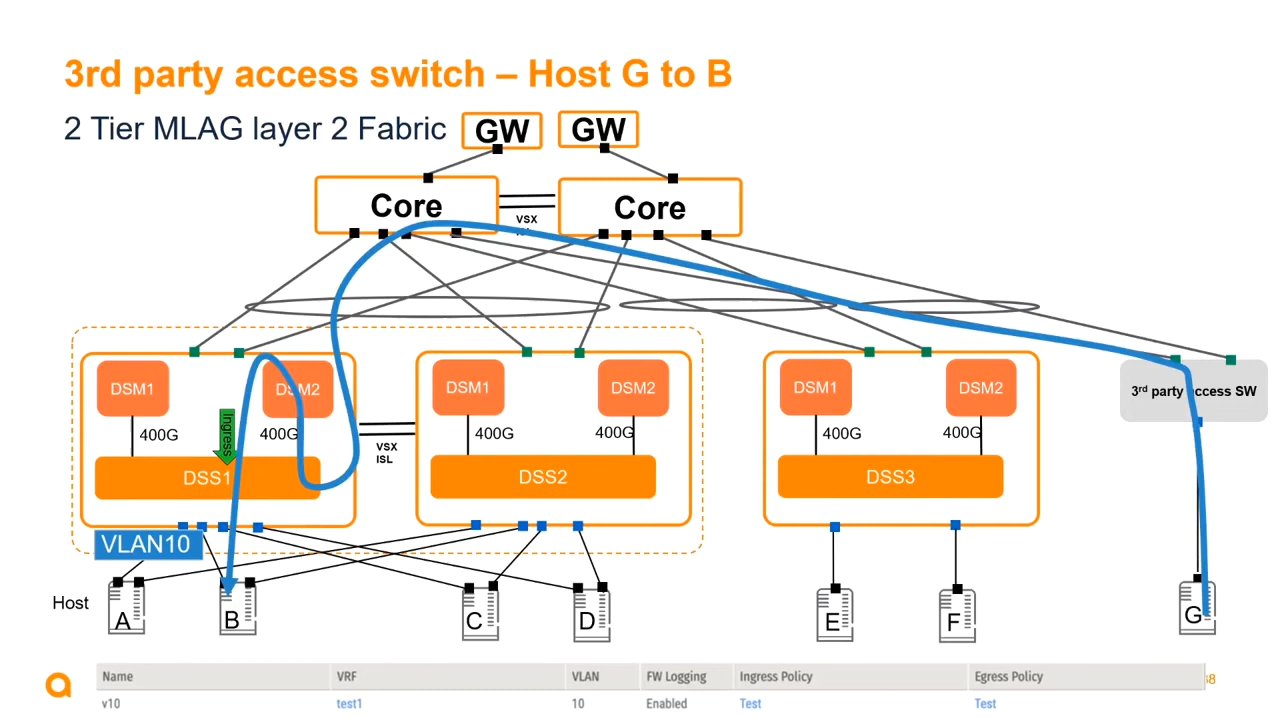 3rd party access switch – Host G to B
2 Tier MLAG layer 2 Fabric
GW
GW
Core
Core
VSX
DSM1
DSM2
DSM1
DSM2
DSM1
DSM2
3rd party access SW
400G
400G
400G
400G
400G
400G
Ingress
VSX
ISL
DSS1
DSS2
DSS3
VLAN10
Host
A
B
C
D
E
F
G
Name VRF VLAN FW Logging Ingress Policy Egress Policy
v10 test1 10 Enabled Test Test